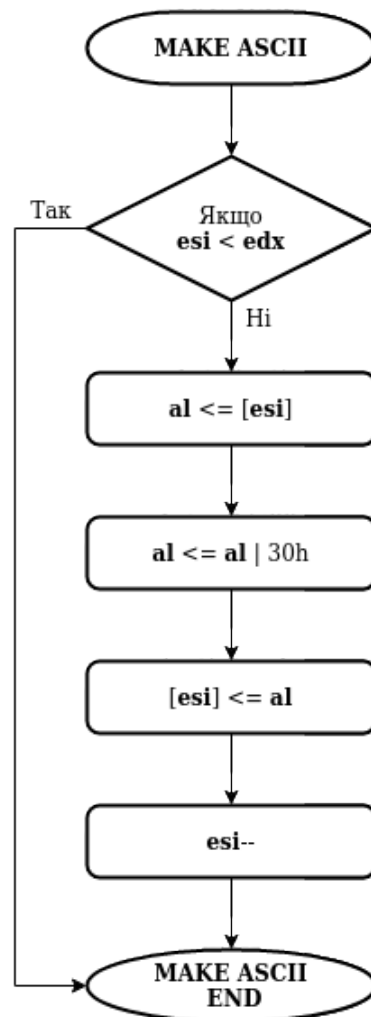 MAKE ASCII
Так
Якщо
esi < edx
Ні
al <= [esi]
al <= al | 30h
[esi] <= al
esi--
MAKE ASCII
END